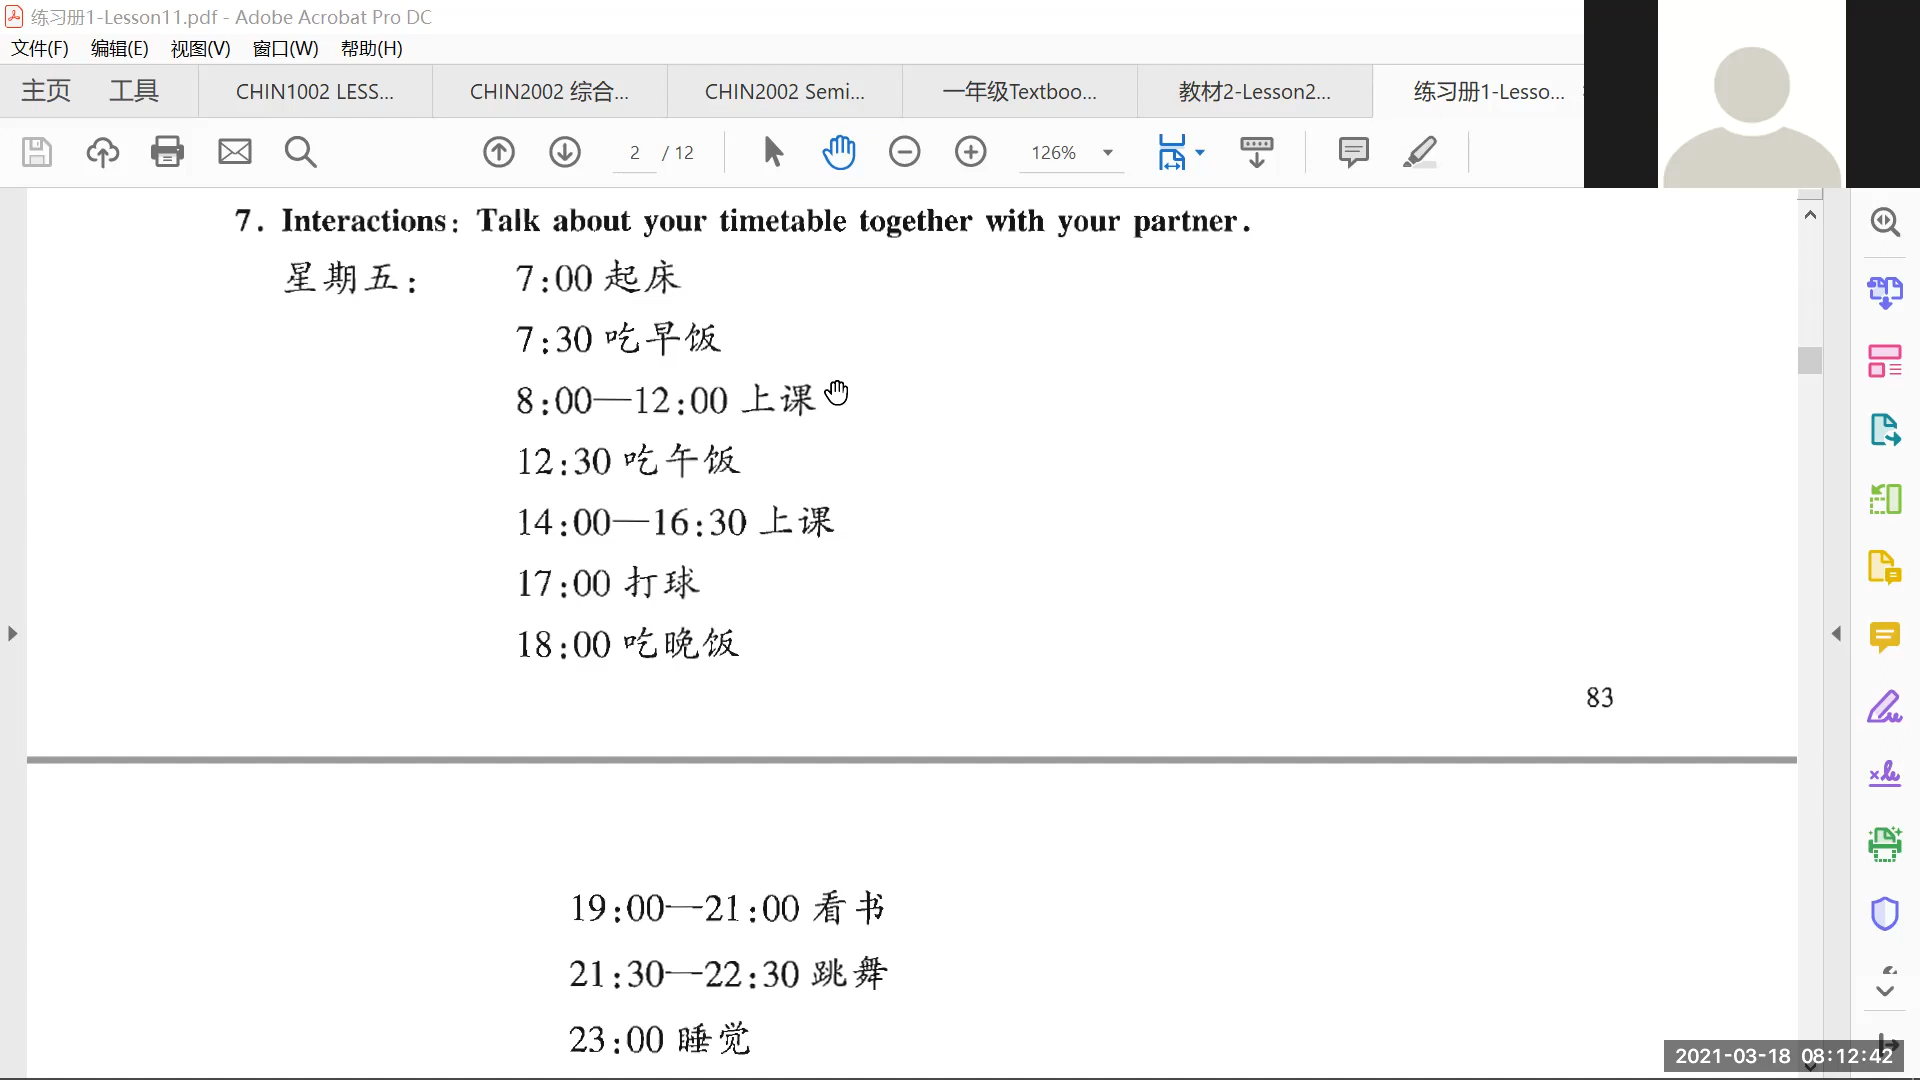 练习册1-Lesson11.pdf - Adobe Acrobat Pro DC
文件(F) 编辑(E) 视图(V) 窗口(W) 帮助(H)
主页 工具 CHIN1002 LESS... CHIN2002 综合... CHIN2002 Semi... 一年级Textboo... 教材2-Lesson2... 练习册1-Lesso...
2 / 12 126%
7. Interactions: Talk about your timetable together with your partner.
星期五: 7:00 起床
7:30 吃早饭
8:00—12:00 上课
12:30 吃午饭
14:00—16:30 上课
17:00 打球
18:00 吃晚饭
83
19:00—21:00 看书
21:30—22:30 跳舞
23:00 睡觉
2021-03-18 08:12:42